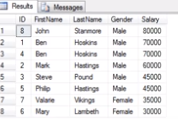 Results Messages
ID FirstName LastName Gender Salary
1 8 John Stanmore Male 80000
2 1 Ben Hoskins Male 70000
3 4 Ben Hoskins Male 70000
4 2 Mark Hastings Male 60000
5 3 Steve Pound Male 45000
6 5 Philip Hastings Male 45000
7 7 Valarie Vikings Female 35000
8 6 Mary Lambeth Female 30000